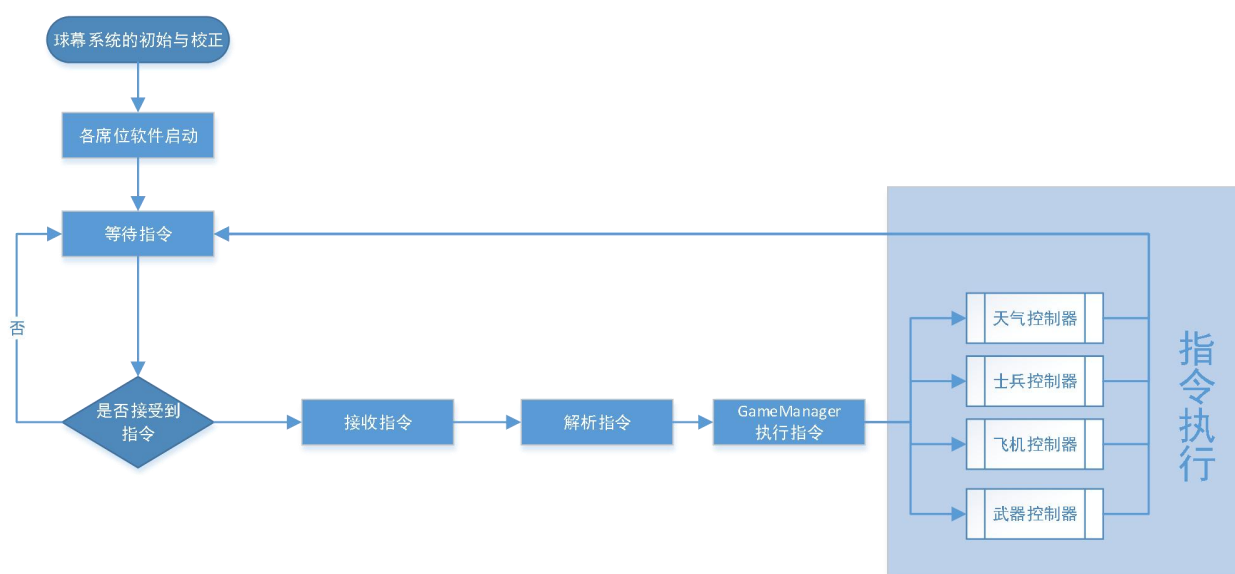 球幕系统的初始与校正
各席位软件启动
等待指令
否
是否接受到
指令
接收指令
解析指令
GameManager
执行指令
天气控制器
士兵控制器
飞机控制器
武器控制器
指令执行